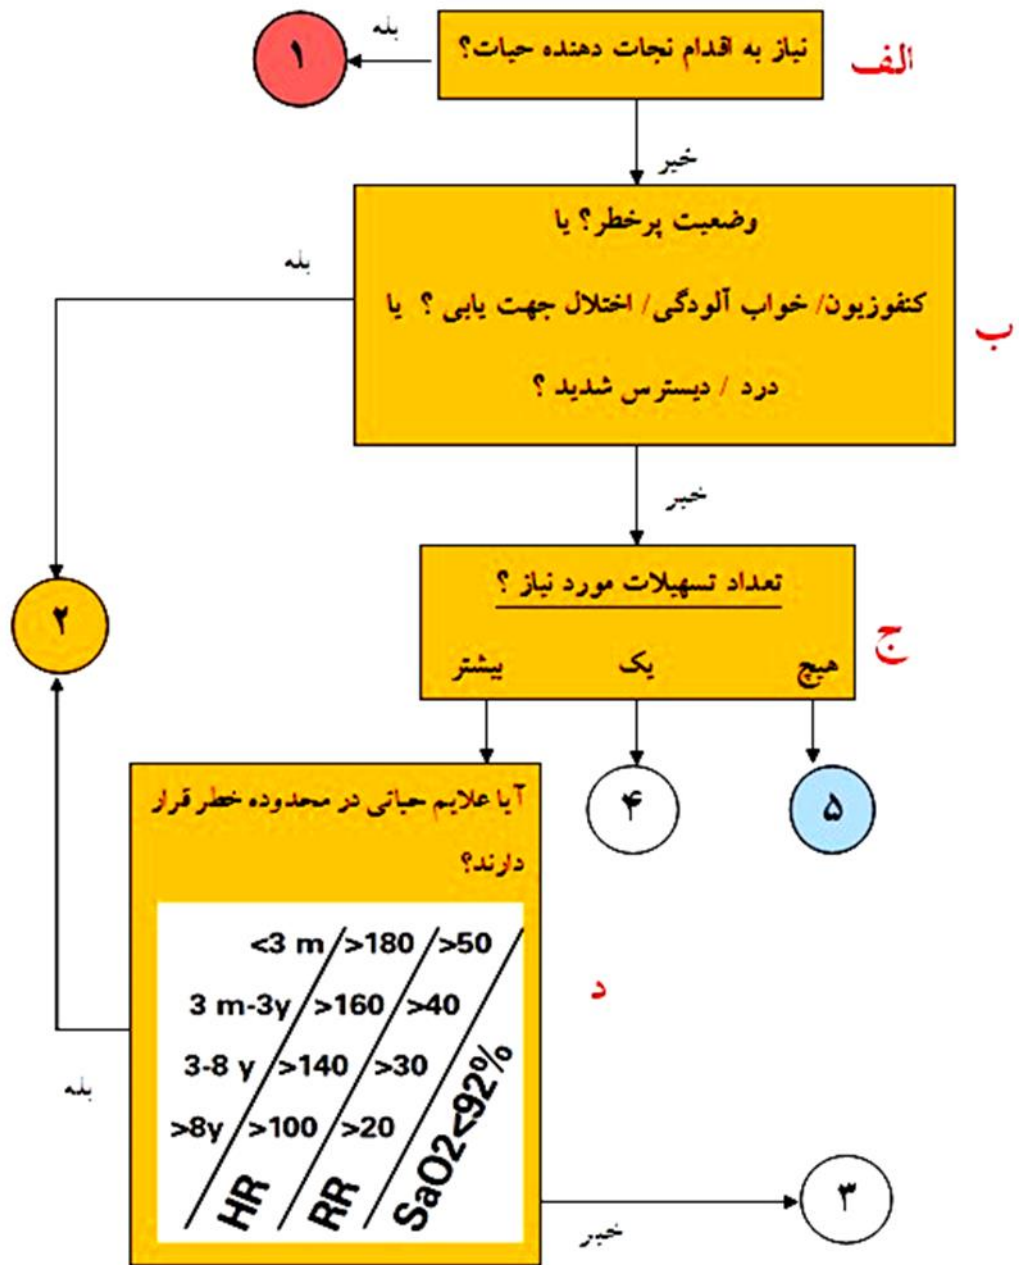 الف
نیاز به اقدام نجات دهنده حیات؟
بله
۱
خیر
ب
وضعیت پرخطر؟ یا
کنفوزیون/ خواب آلودگی/ اختلال جهت یابی ؟ یا
درد / دیسترس شدید ؟
بله
۲
خیر
ج
تعداد تسهیلات مورد نیاز ؟
هیچ یک بیشتر
۵
۴
د
آیا علایم حیاتی در محدوده خطر قرار
دارند؟
<3 m >180 >50
3 m-3y >160 >40
3-8 y >140 >30
>8y >100 >20
HR RR SaO2<92%
بله
خیر
۳